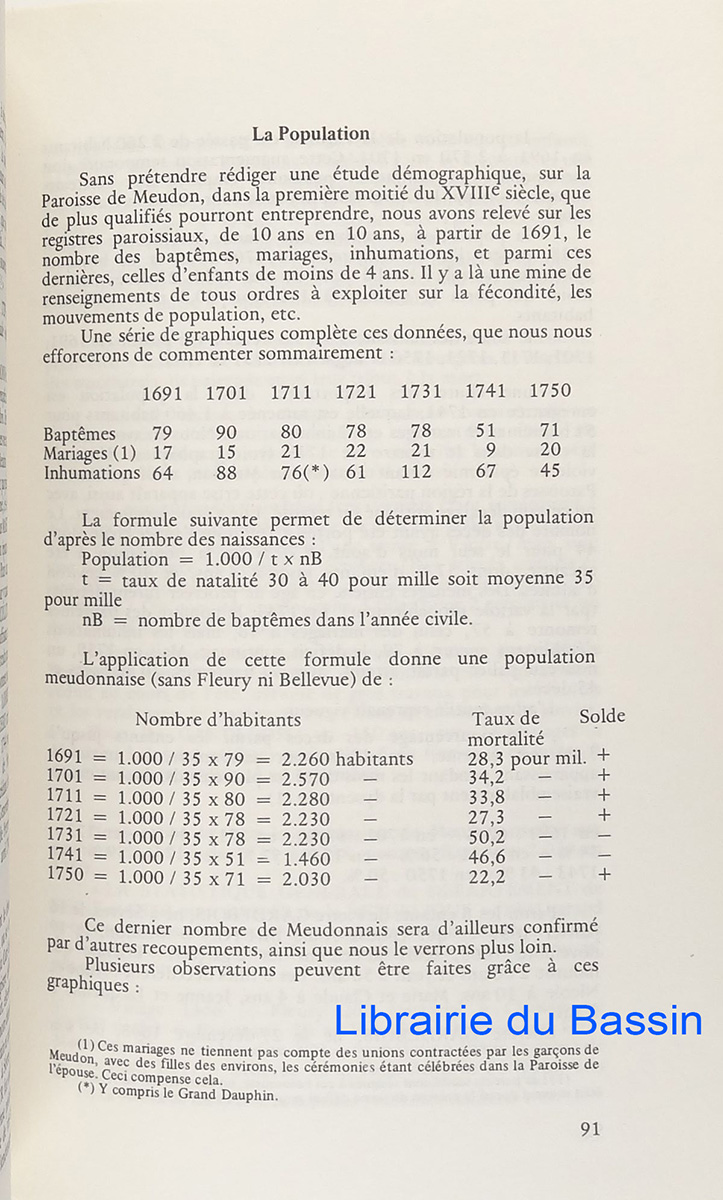 La Population
Sans prétendre rédiger une étude démographique, sur la
Paroisse de Meudon, dans la première moitié du XVIIIe siècle, que
de plus qualifiés pourront entreprendre, nous avons relevé sur les
registres paroissiaux, de 10 ans en 10 ans, à partir de 1691, le
nombre des baptêmes, mariages, inhumations, et parmi ces
dernières, celles d'enfants de moins de 4 ans. Il y a là une mine de
renseignements de tous ordres à exploiter sur la fécondité, les
mouvements de population, etc.
Une série de graphiques complète ces données, que nous nous
efforcerons de commenter sommairement :
1691 1701 1711 1721 1731 1741 1750
Baptêmes 79 90 80 78 78 51 71
Mariages (1) 17 15 21 22 21 9 20
Inhumations 64 88 76(*) 61 112 67 45
La formule suivante permet de déterminer la population
d'après le nombre des naissances :
Population = 1.000 / t x nB
t = taux de natalité 30 à 40 pour mille soit moyenne 35
pour mille
nB = nombre de baptêmes dans l'année civile.
L'application de cette formule donne une population
meudonnaise (sans Fleury ni Bellevue) de :
Nombre d'habitants Taux de Solde
mortalité
1691 = 1.000 / 35 x 79 = 2.260 habitants 28,3 pour mil. +
1701 = 1.000 / 35 x 90 = 2.570 — 34,2 — +
1711 = 1.000 / 35 x 80 = 2.280 — 33,8 — +
1721 = 1.000 / 35 x 78 = 2.230 — 27,3 — +
1731 = 1.000 / 35 x 78 = 2.230 — 50,2 — —
1741 = 1.000 / 35 x 51 = 1.460 — 46,6 — —
1750 = 1.000 / 35 x 71 = 2.030 — 22,2 — +
Ce dernier nombre de Meudonnais sera d'ailleurs confirmé
par d'autres recoupements, ainsi que nous le verrons plus loin.
Plusieurs observations peuvent être faites grâce à ces
graphiques :
Librairie du Bassin
(1) Ces mariages ne tiennent pas compte des unions contractées par les garçons de
Meudon, avec des filles des environs, les cérémonies étant célébrées dans la Paroisse de
l'épouse. Ceci compense cela.
(*) Y compris le Grand Dauphin.
91